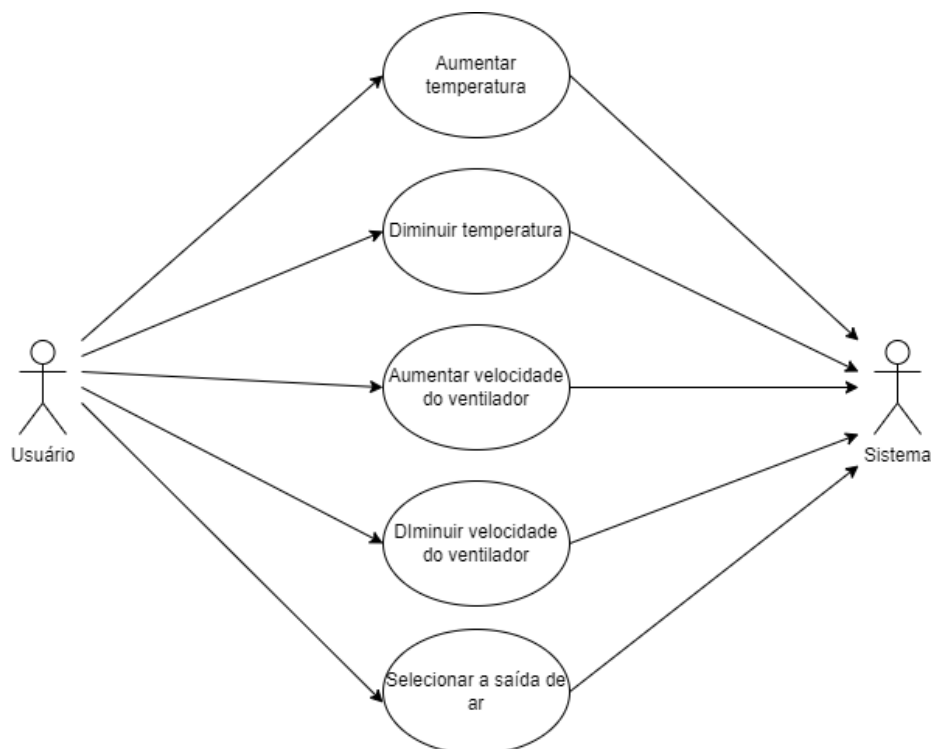 Aumentar
temperatura
Diminuir temperatura
Aumentar velocidade
do ventilador
Usuário
Sistema
DIminuir velocidade
do ventilador
Selecionar a saída de
ar